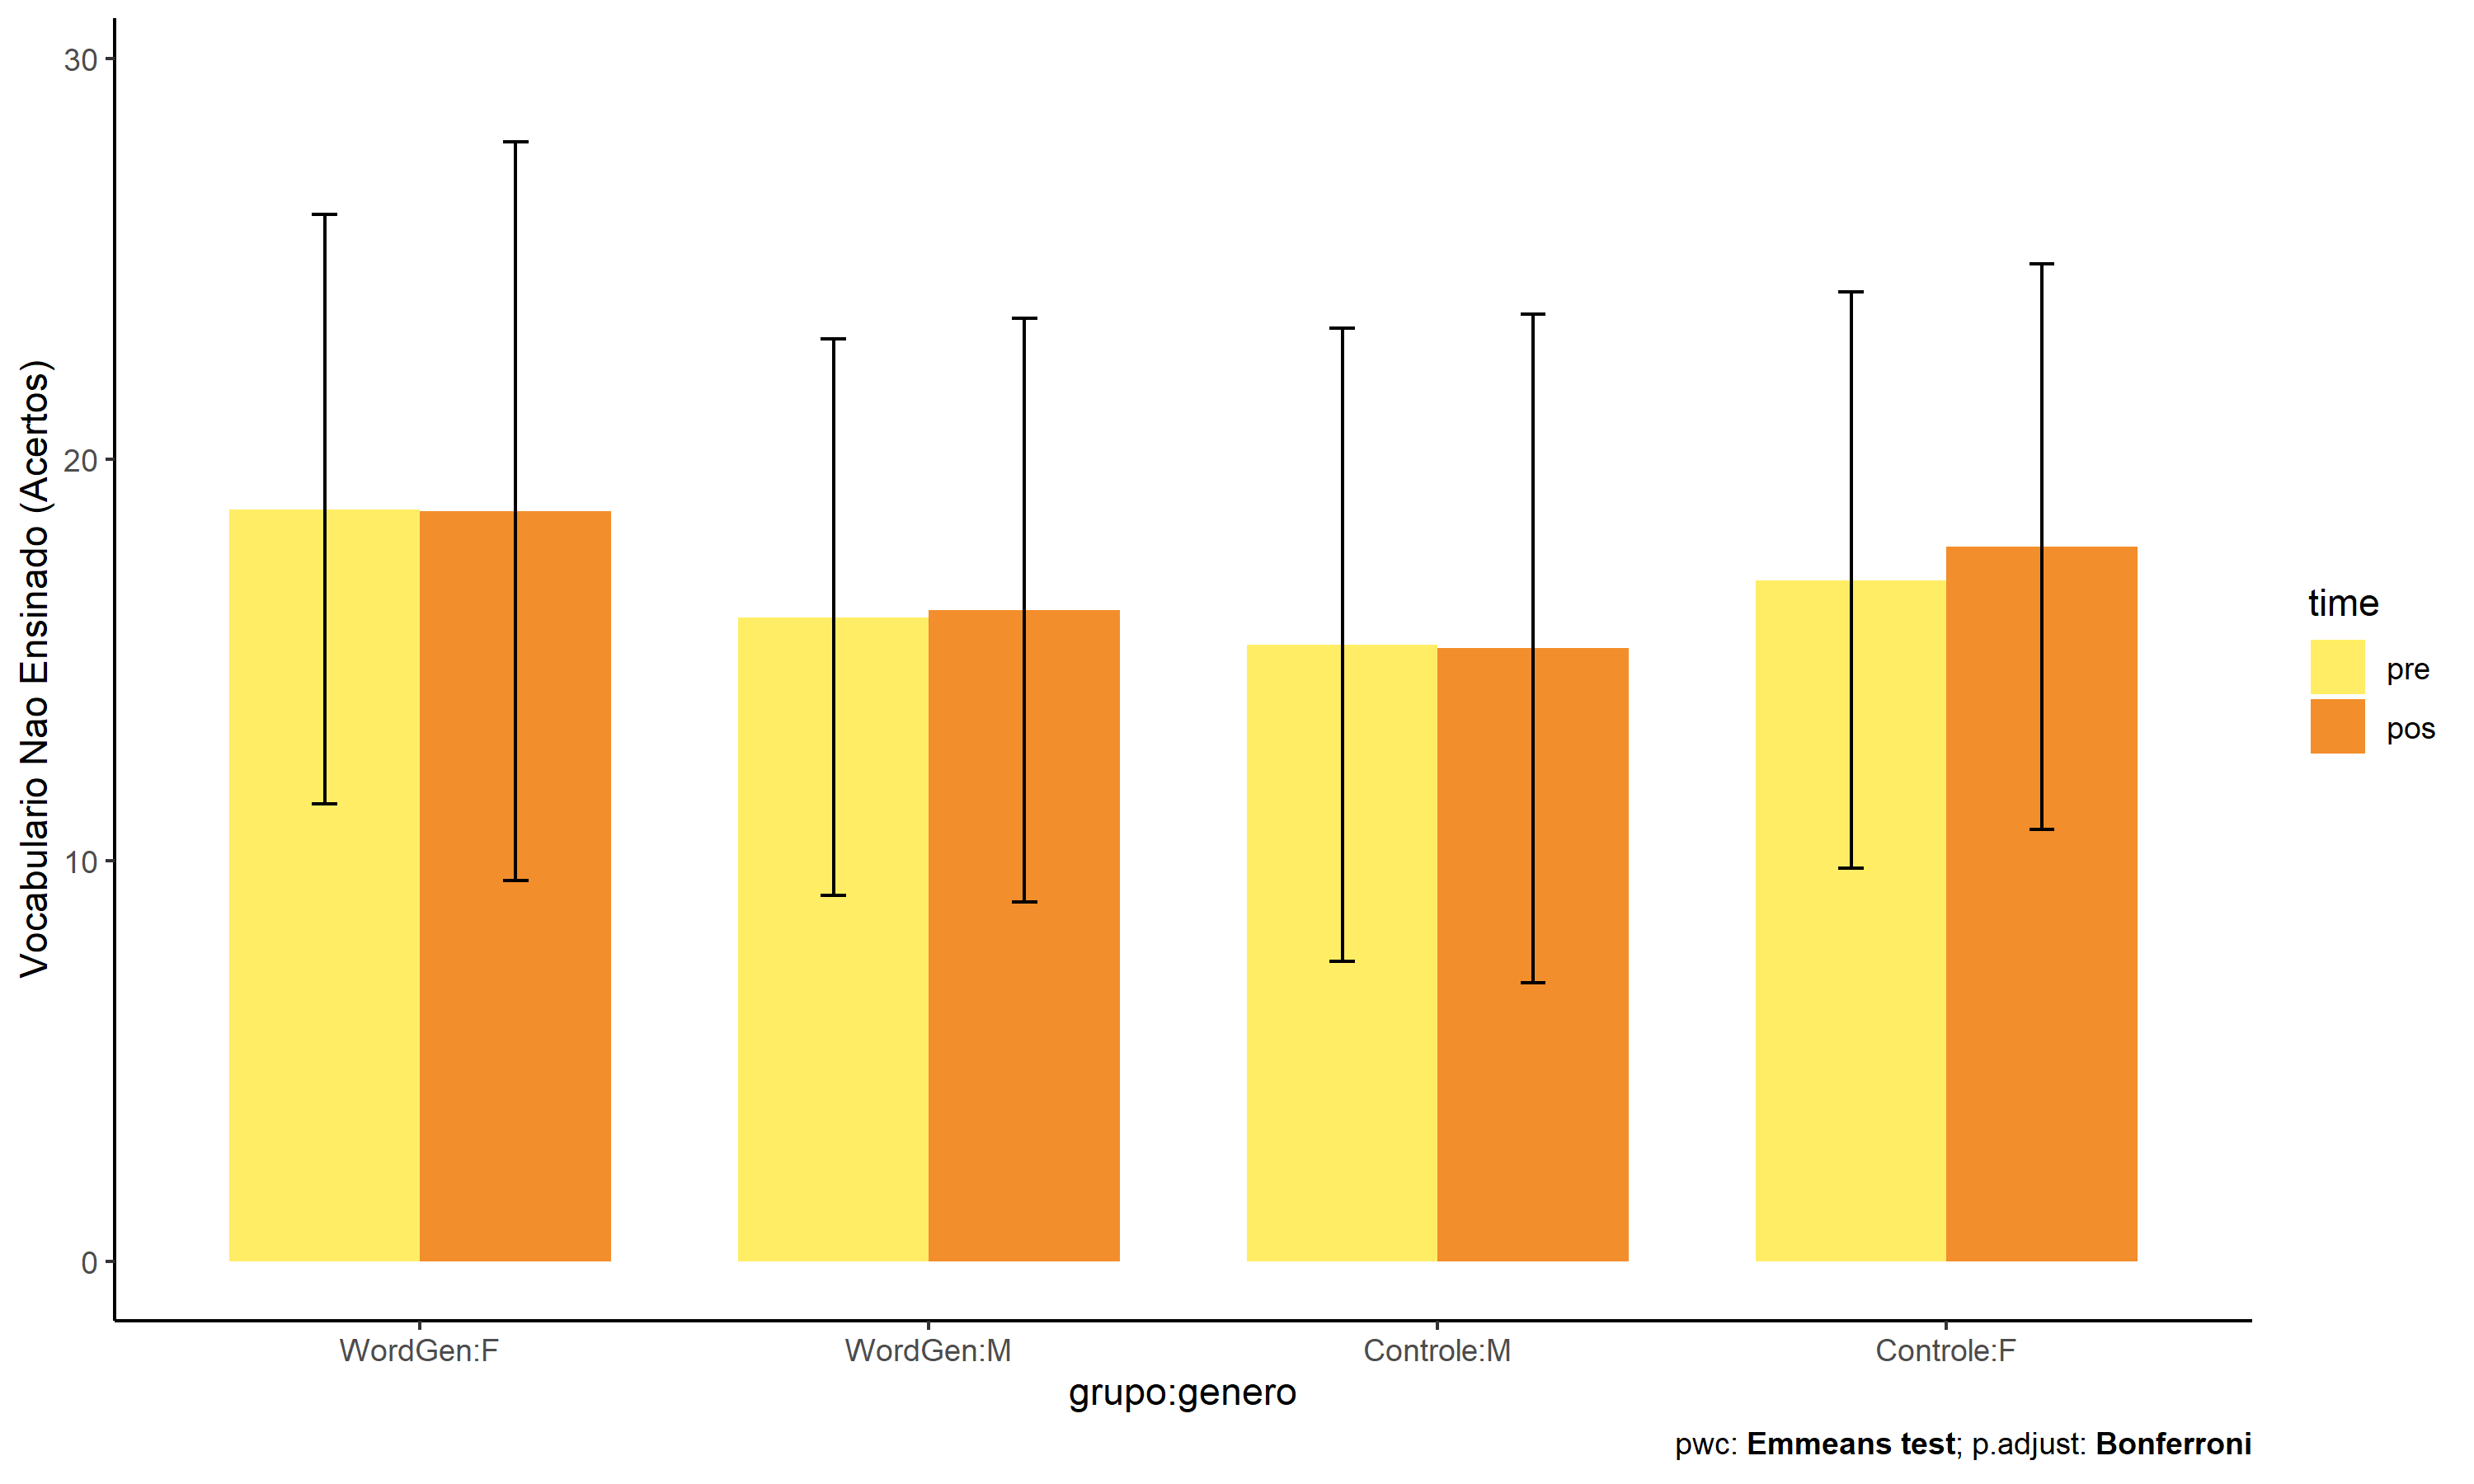 Vocabulario Nao Ensinado (Acertos)
30
20
10
0
WordGen:F
WordGen:M
Controle:M
Controle:F
grupo:genero
time
pre
pos
pwc: Emmeans test; p.adjust: Bonferroni